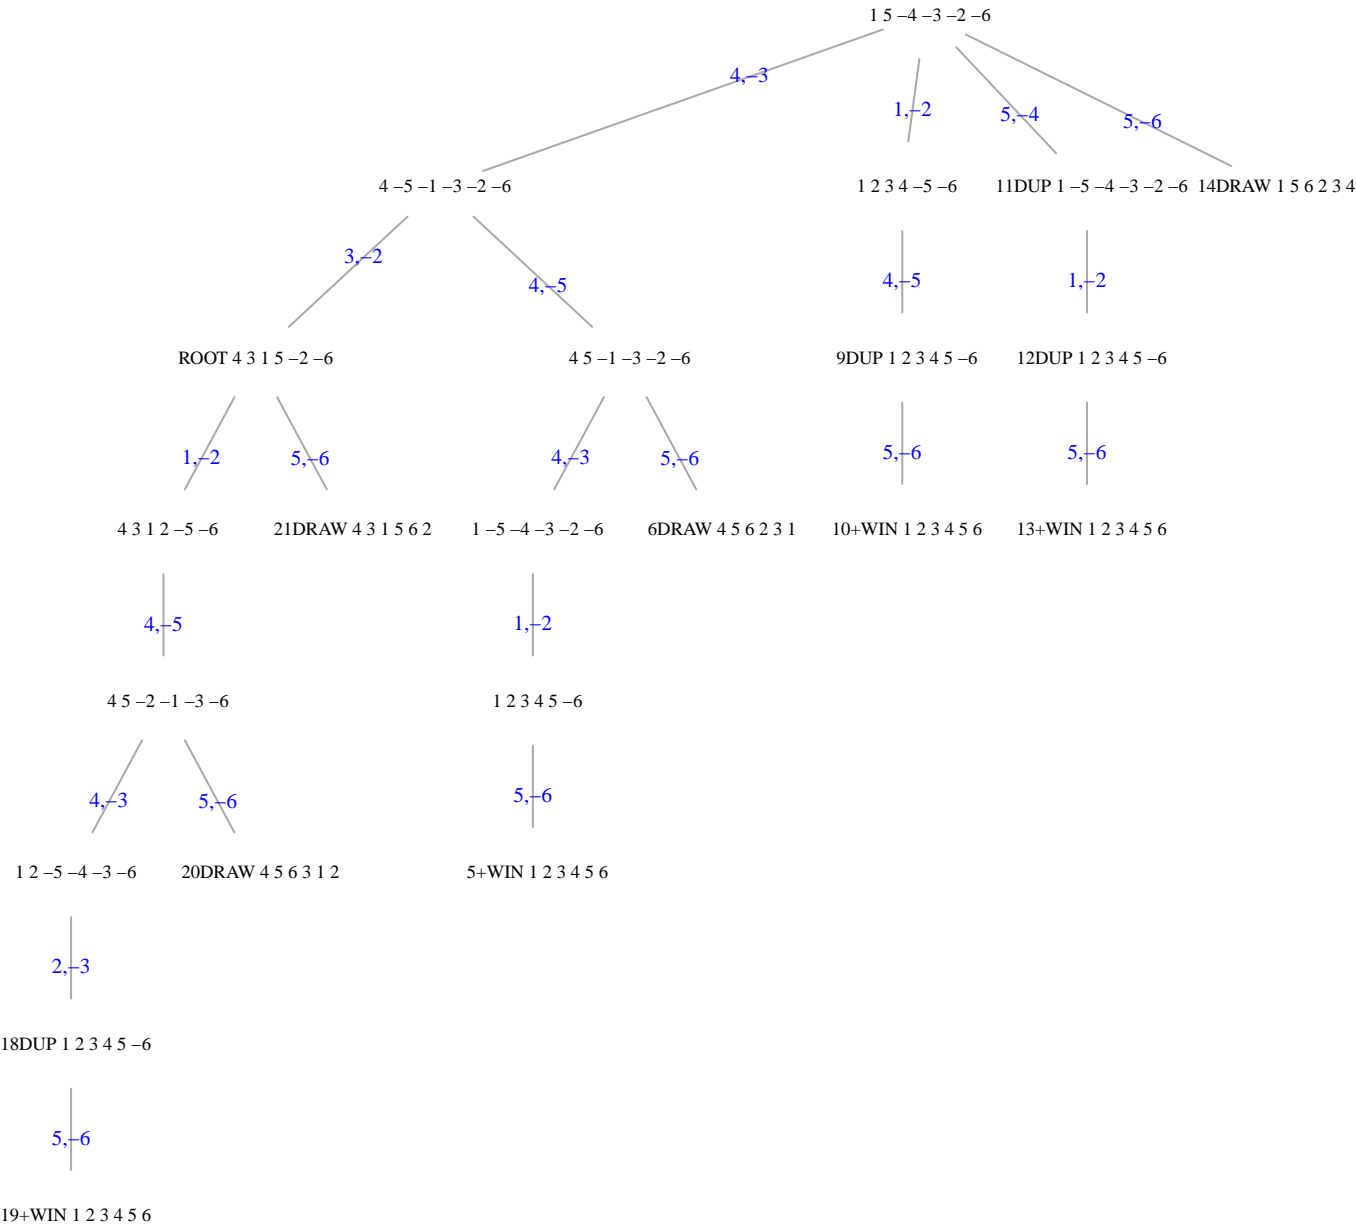 1 5 –4 –3 –2 –6
4,–3
1,–2
5,–4
5,–6
4 –5 –1 –3 –2 –6
1 2 3 4 –5 –6
11DUP 1 –5 –4 –3 –2 –6
14DRAW 1 5 6 2 3 4
3,–2
4,–5
4,–5
1,–2
ROOT 4 3 1 5 –2 –6
4 5 –1 –3 –2 –6
9DUP 1 2 3 4 5 –6
12DUP 1 2 3 4 5 –6
1,–2
5,–6
4,–3
5,–6
5,–6
5,–6
4 3 1 2 –5 –6
21DRAW 4 3 1 5 6 2
1 –5 –4 –3 –2 –6
6DRAW 4 5 6 2 3 1
10+WIN 1 2 3 4 5 6
13+WIN 1 2 3 4 5 6
4,–5
1,–2
4 5 –2 –1 –3 –6
1 2 3 4 5 –6
4,–3
5,–6
5,–6
1 2 –5 –4 –3 –6
20DRAW 4 5 6 3 1 2
5+WIN 1 2 3 4 5 6
2,–3
18DUP 1 2 3 4 5 –6
5,–6
19+WIN 1 2 3 4 5 6